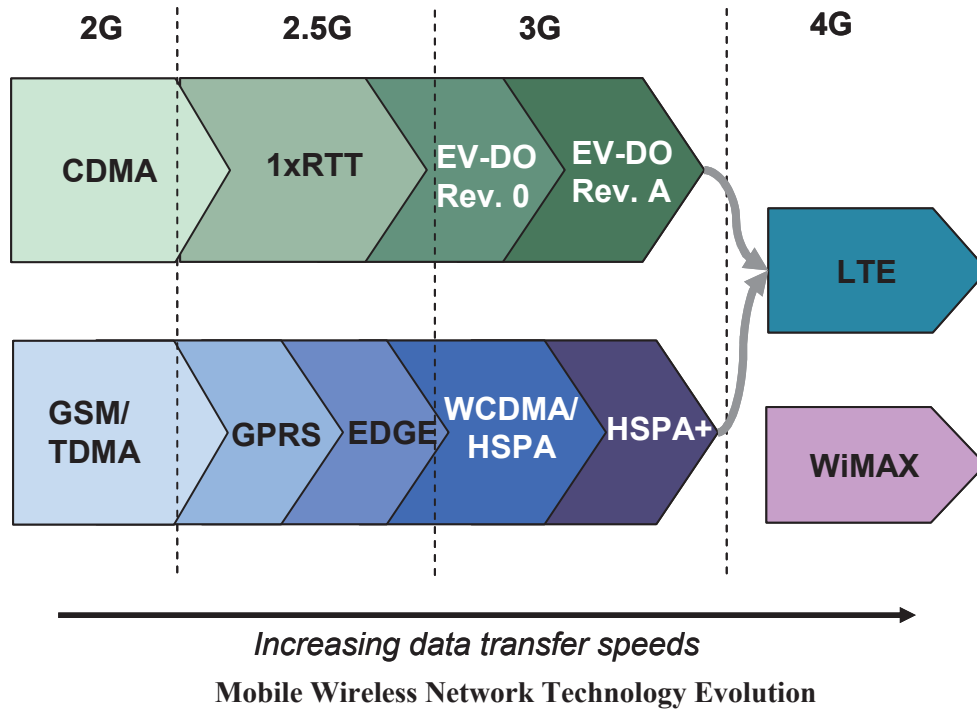 2G
2.5G
3G
4G
CDMA
1xRTT
EV-DO
Rev. 0
EV-DO
Rev. A
LTE
GSM/
TDMA
GPRS
EDGE
WCDMA/
HSPA
HSPA+
WiMAX
Increasing data transfer speeds
Mobile Wireless Network Technology Evolution